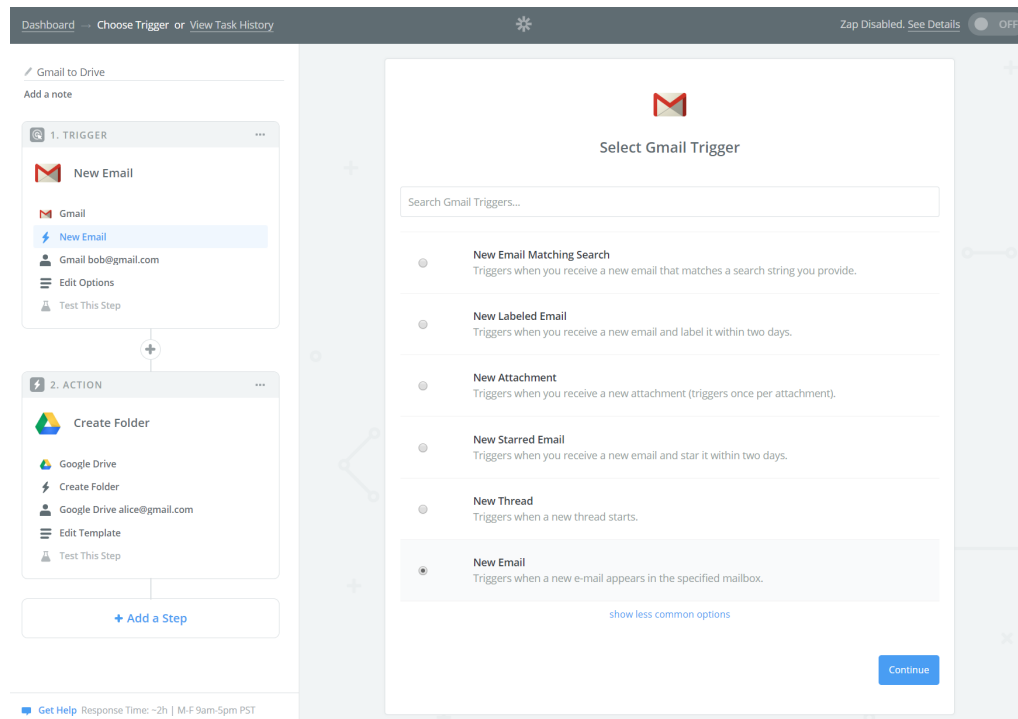 Dashboard → Choose Trigger or View Task History
Zap Disabled. See Details
OFF
Gmail to Drive
Add a note
1. TRIGGER
New Email
Gmail
New Email
Gmail bob@gmail.com
Edit Options
Test This Step
2. ACTION
Create Folder
Google Drive
Create Folder
Google Drive alice@gmail.com
Edit Template
Test This Step
+ Add a Step
Get Help Response Time: ~2h | M-F 9am-5pm PST
Select Gmail Trigger
Search Gmail Triggers...
New Email Matching Search
Triggers when you receive a new email that matches a search string you provide.
New Labeled Email
Triggers when you receive a new email and label it within two days.
New Attachment
Triggers when you receive a new attachment (triggers once per attachment).
New Starred Email
Triggers when you receive a new email and star it within two days.
New Thread
Triggers when a new thread starts.
New Email
Triggers when a new e-mail appears in the specified mailbox.
show less common options
Continue